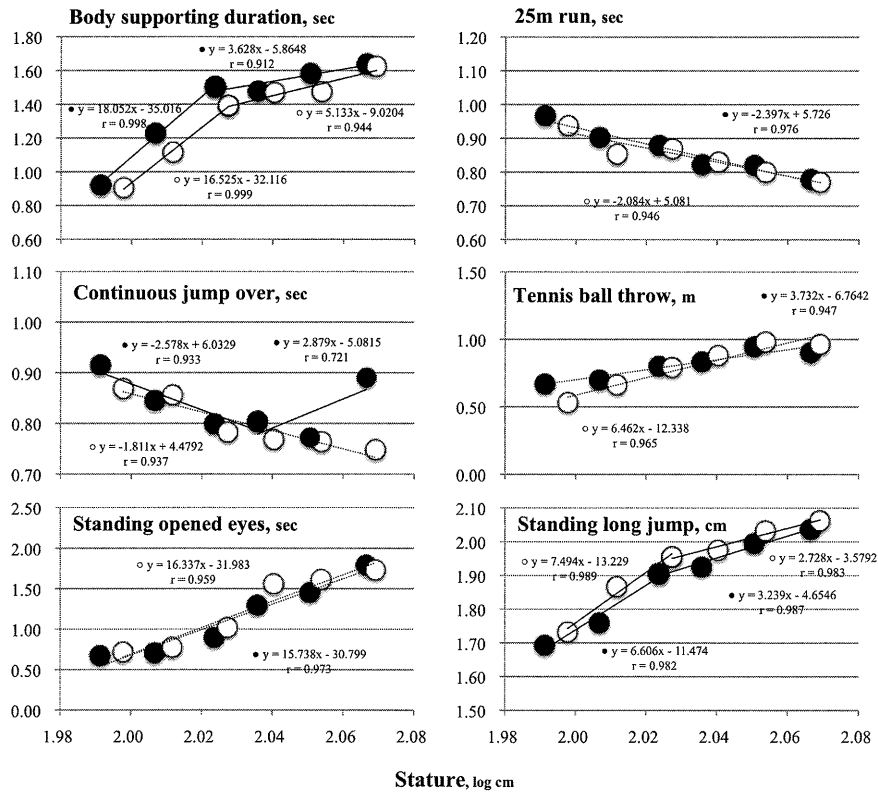 Body supporting duration, sec
1.80
1.60
1.40
1.20
1.00
0.80
0.60
● y = 3.628x - 5.8648
r = 0.912
● y = 18.052x - 35.016
r = 0.998
○ y = 5.133x - 9.0204
r = 0.944
○ y = 16.525x - 32.116
r = 0.999
25m run, sec
1.20
1.10
1.00
0.90
0.80
0.70
0.60
● y = -2.397x + 5.726
r = 0.976
○ y = -2.084x + 5.081
r = 0.946
Continuous jump over, sec
1.10
1.00
0.90
0.80
0.70
● y = -2.578x + 6.0329
r = 0.933
● y = 2.879x - 5.0815
r = 0.721
○ y = -1.811x + 4.4792
r = 0.937
Tennis ball throw, m
1.50
1.00
0.50
0.00
● y = 3.732x - 6.7642
r = 0.947
○ y = 6.462x - 12.338
r = 0.965
Standing opened eyes, sec
2.50
2.00
1.50
1.00
0.50
0.00
○ y = 16.337x - 31.983
r = 0.959
● y = 15.738x - 30.799
r = 0.973
1.98 2.00 2.02 2.04 2.06 2.08
Standing long jump, cm
2.10
2.00
1.90
1.80
1.70
1.60
1.50
○ y = 7.494x - 13.229
r = 0.989
○ y = 2.728x - 3.5792
r = 0.983
● y = 3.239x - 4.6546
r = 0.987
● y = 6.606x - 11.474
r = 0.982
1.98 2.00 2.02 2.04 2.06 2.08
Stature, log cm